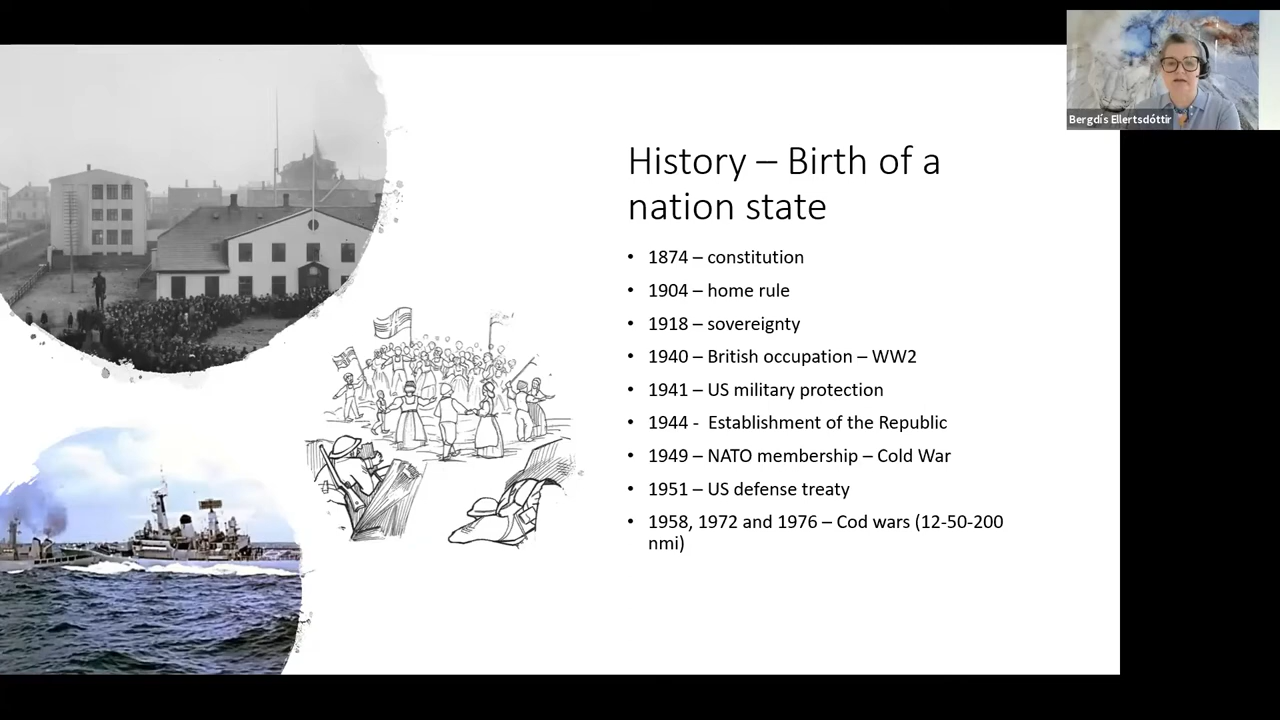 Bergdís Ellertsdóttir
History – Birth of a
nation state
• 1874 – constitution
• 1904 – home rule
• 1918 – sovereignty
• 1940 – British occupation – WW2
• 1941 – US military protection
• 1944 -  Establishment of the Republic
• 1949 – NATO membership – Cold War
• 1951 – US defense treaty
• 1958, 1972 and 1976 – Cod wars (12-50-200
nmi)